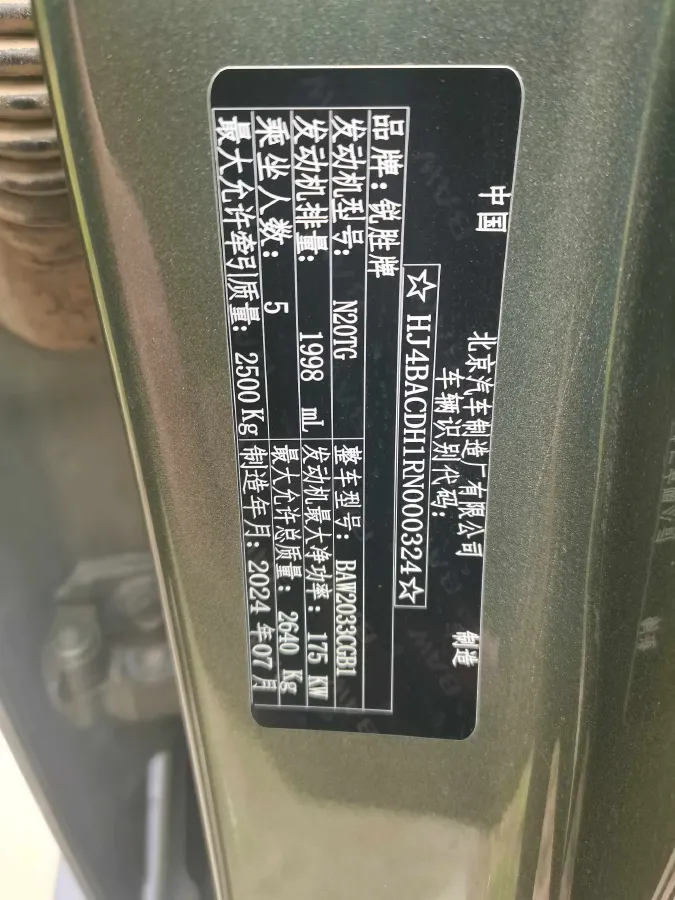 中国 北京汽车制造厂有限公司 制造
车辆识别代码:
☆HJ4BACDH1RN000324☆
品牌: 锐胜牌
发动机型号: N20TG 整车型号: BAW2033CGB1
发动机排量: 1998 mL 发动机最大净功率: 175 KW
乘坐人数: 5 最大允许总质量: 2640 Kg
最大允许牵引质量: 2500Kg 制造年月: 2024 年07 月